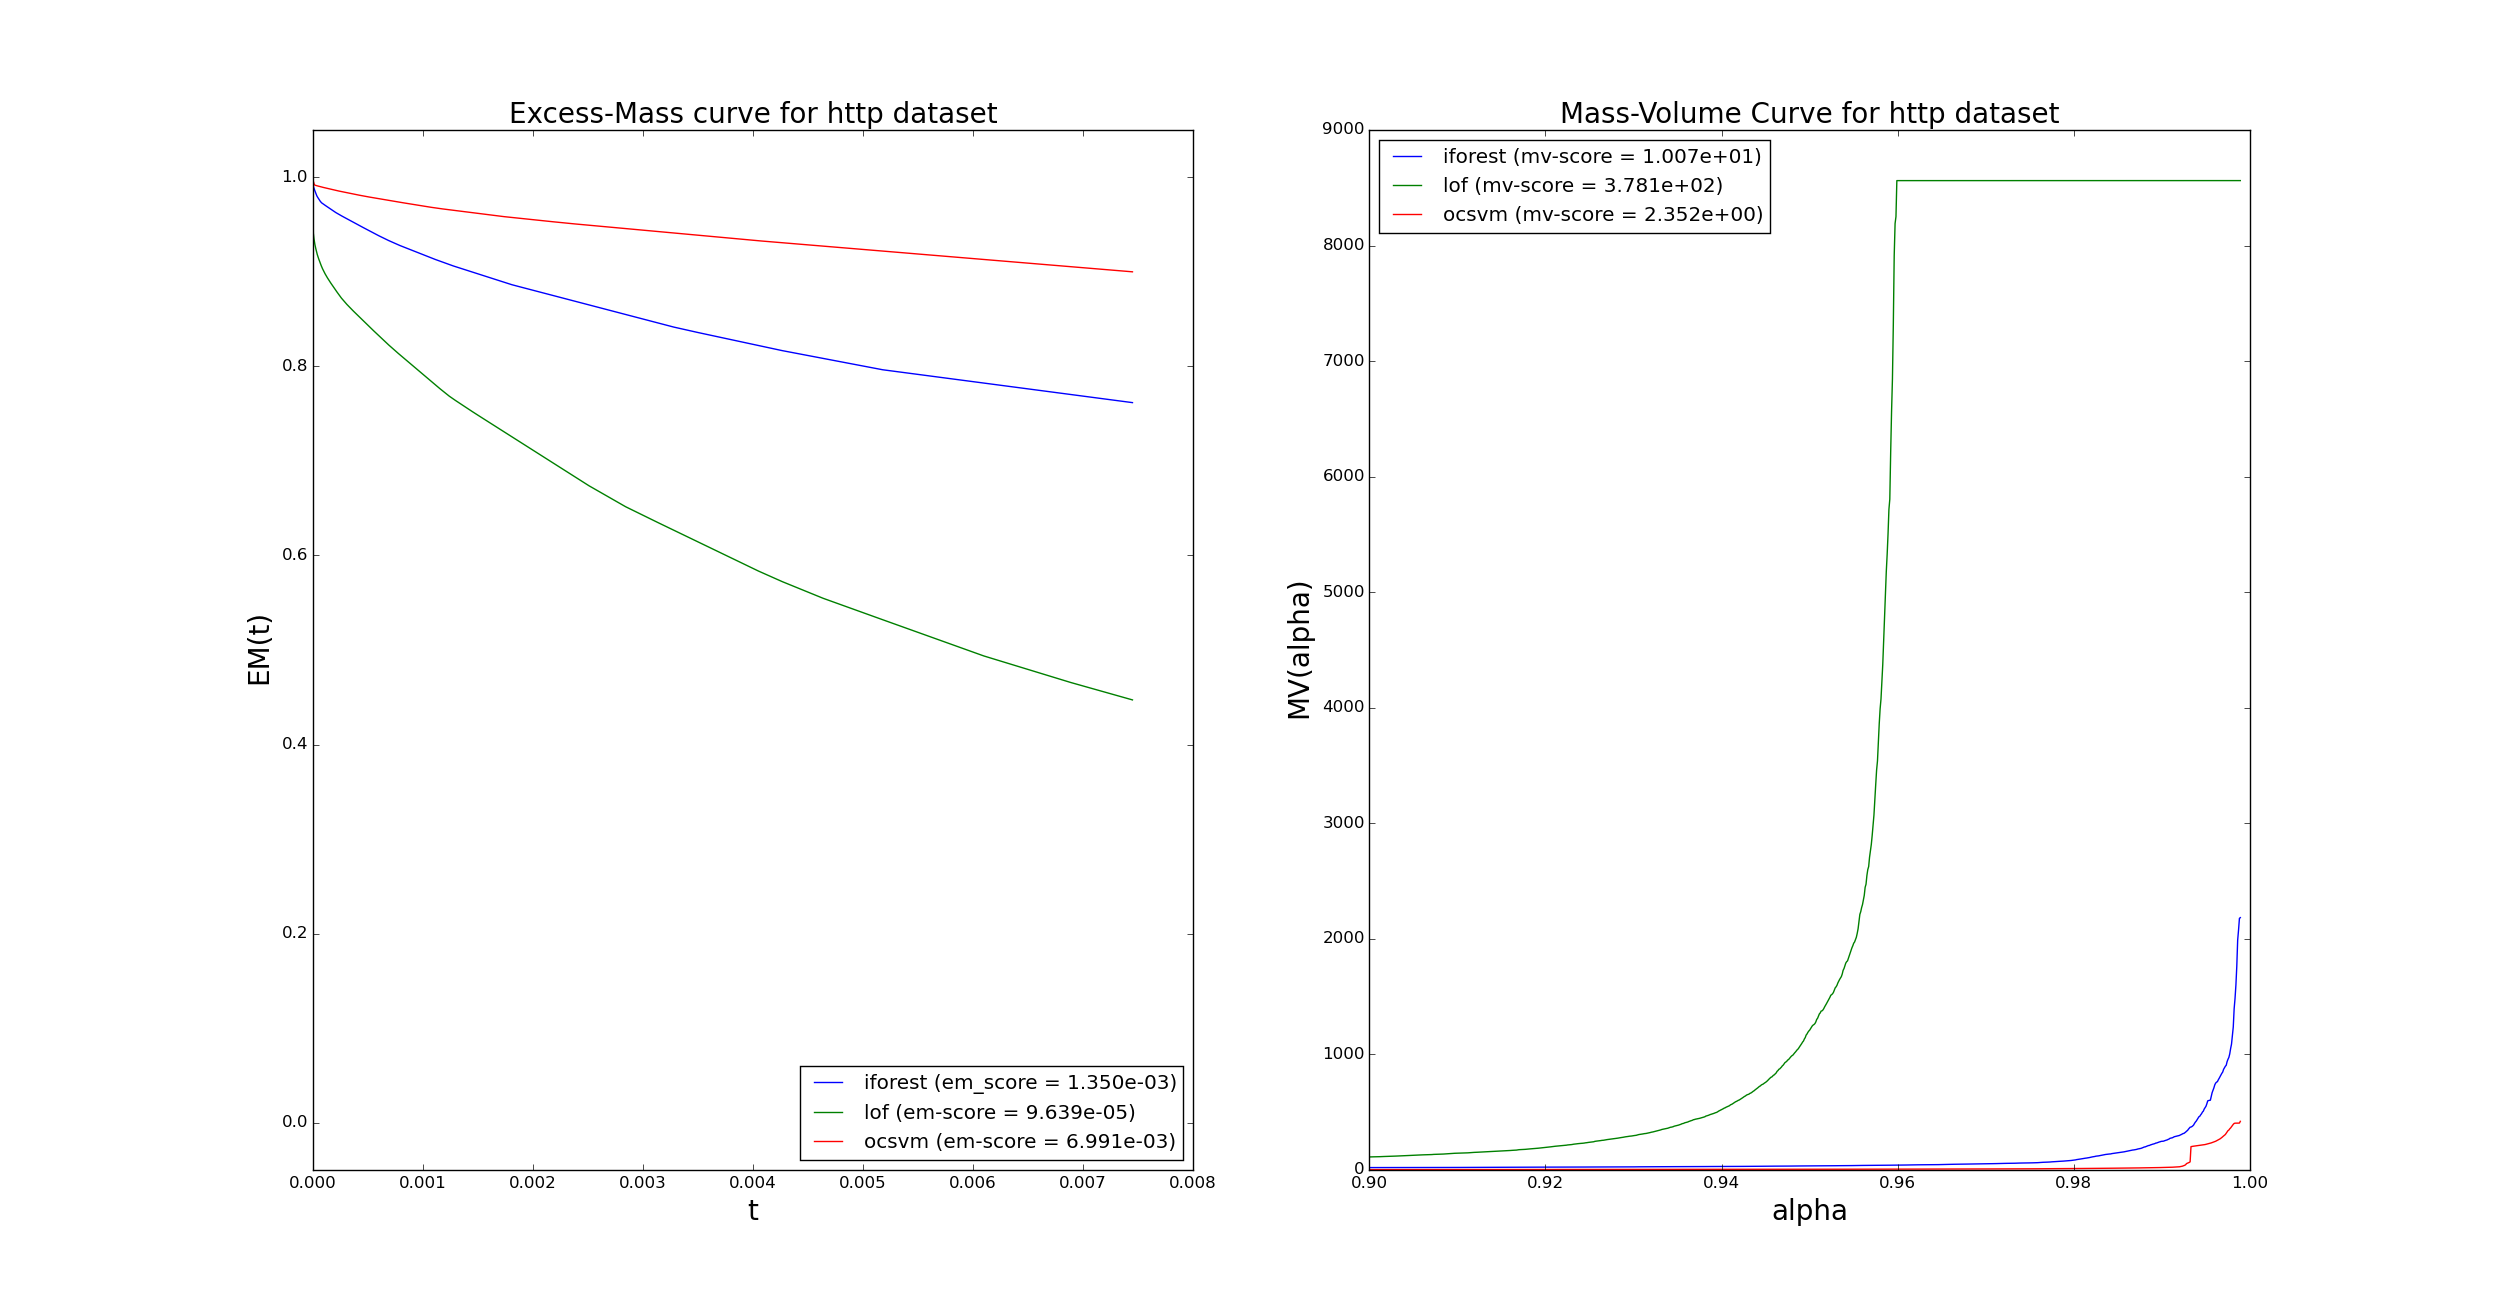 Excess-Mass curve for http dataset
EM(t)
1.0
0.8
0.6
0.4
0.2
0.0
iforest (em_score = 1.350e-03)
lof (em-score = 9.639e-05)
ocsvm (em-score = 6.991e-03)
0.000 0.001 0.002 0.003 0.004 0.005 0.006 0.007 0.008
t
Mass-Volume Curve for http dataset
MV(alpha)
9000
8000
7000
6000
5000
4000
3000
2000
1000
0
iforest (mv-score = 1.007e+01)
lof (mv-score = 3.781e+02)
ocsvm (mv-score = 2.352e+00)
0.90 0.92 0.94 0.96 0.98 1.00
alpha